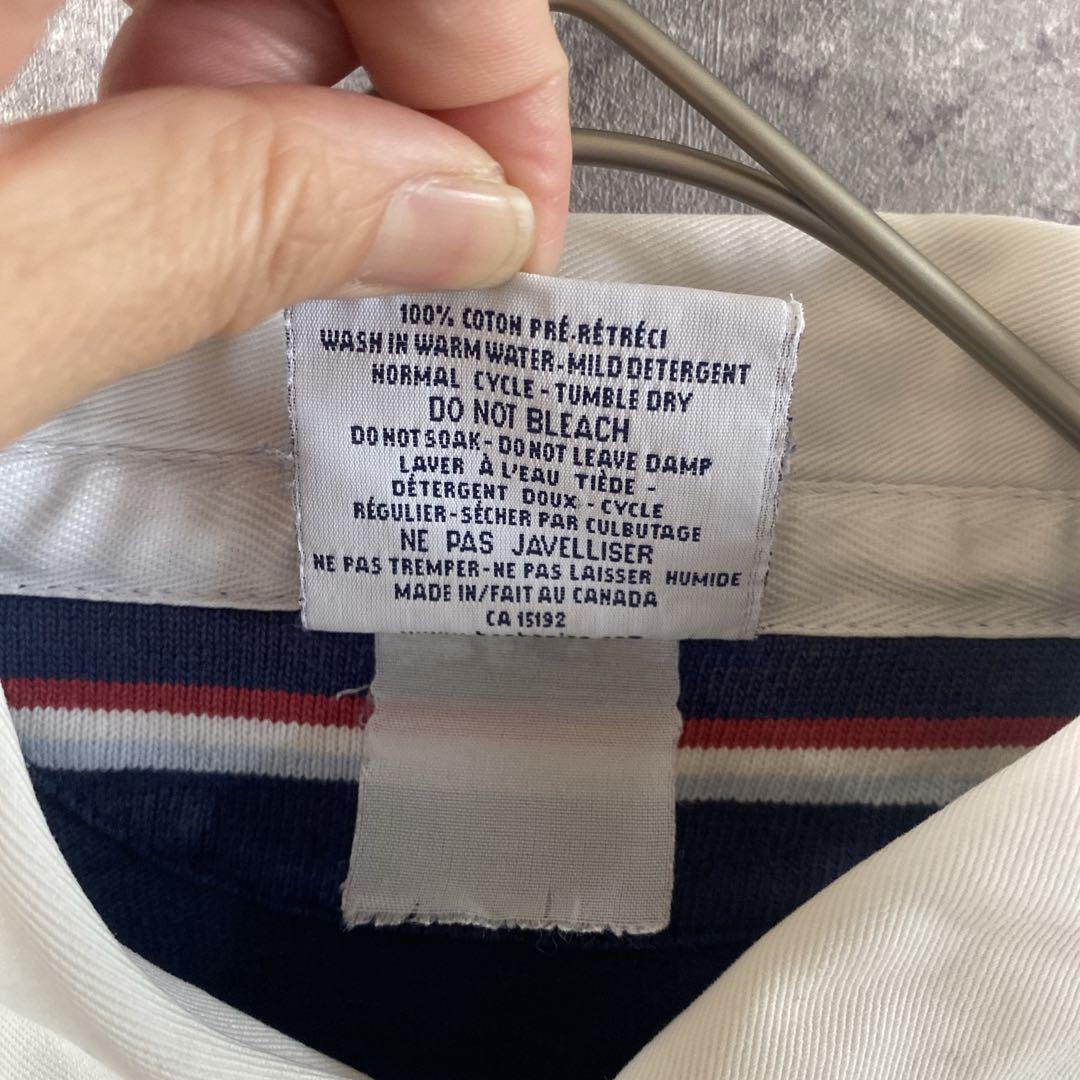 100% COTON PRÉ-RÉTRÉCI
WASH IN WARM WATER-MILD DETERGENT
NORMAL CYCLE - TUMBLE DRY
DO NOT BLEACH
DO NOT SOAK - DO NOT LEAVE DAMP
LAVER À L'EAU TIÈDE -
DÉTERGENT DOUX - CYCLE
RÉGULIER-SÉCHER PAR CULBUTAGE
NE PAS JAVELLISER
NE PAS TREMPER-NE PAS LAISSER HUMIDE
MADE IN/FAIT AU CANADA
CA 15192